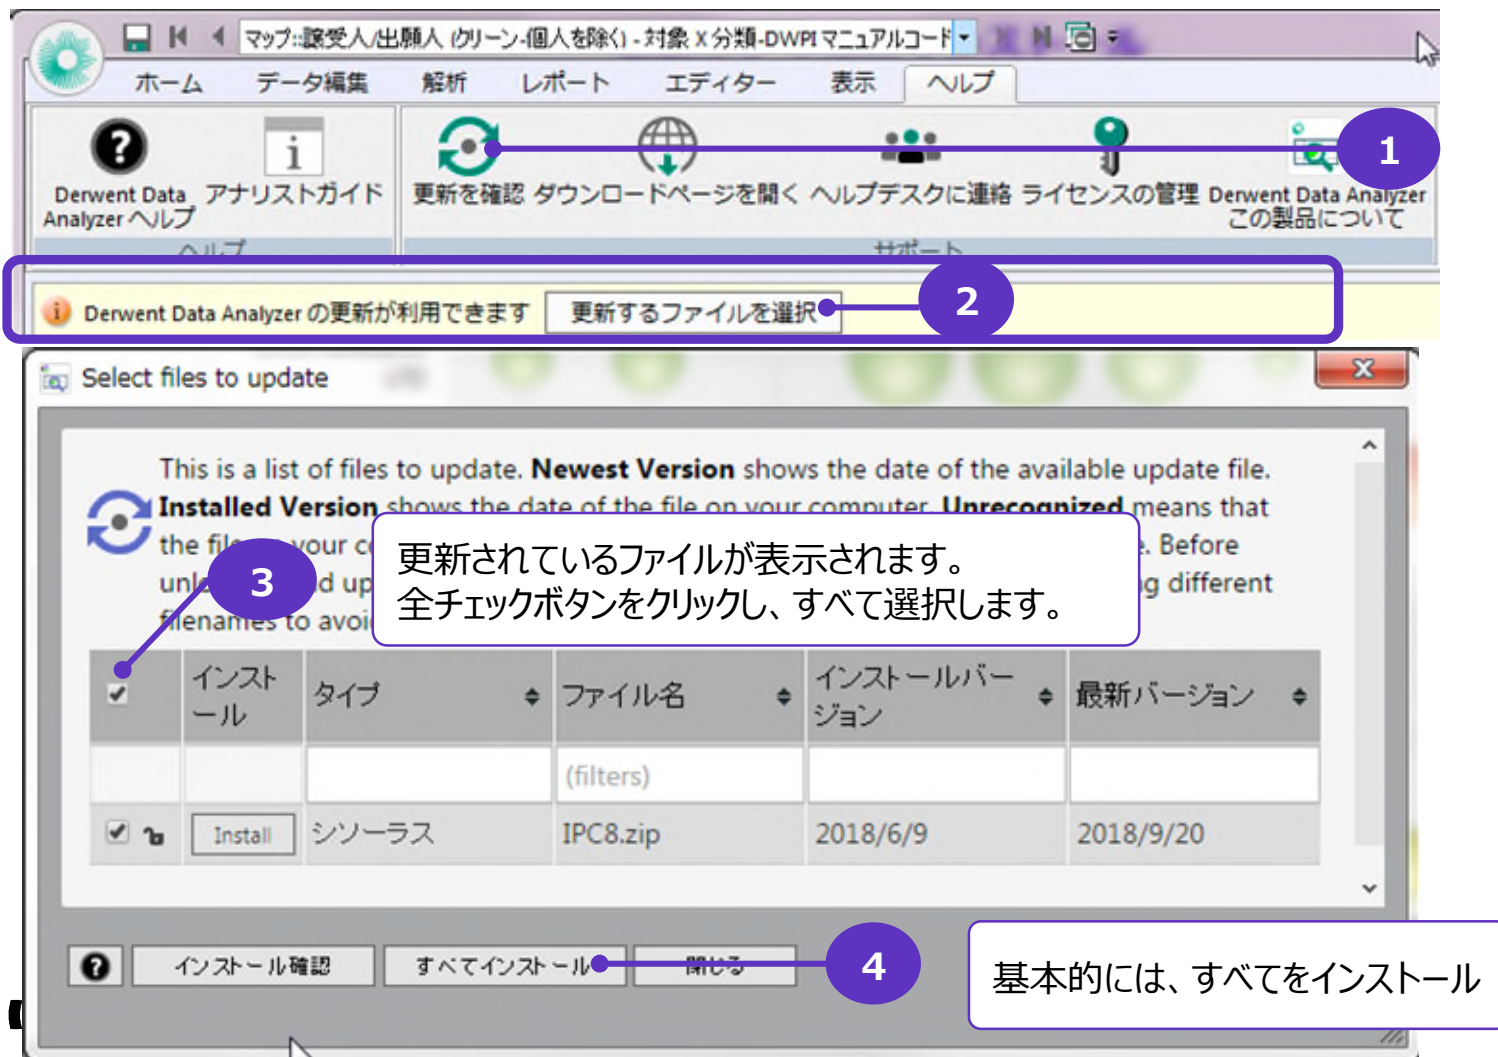 マップ::譲受人/出願人 (クリーン-個人を除く) - 対象 X 分類-DWPI マニュアルコード
ホーム データ編集 解析 レポート エディター 表示 ヘルプ
Derwent Data Analyzer ヘルプ
アナリストガイド
更新を確認
ダウンロードページを開く
ヘルプデスクに連絡
ライセンスの管理
Derwent Data Analyzer この製品について
1
ヘルプ サポート
Derwent Data Analyzer の更新が利用できます 更新するファイルを選択
2
Select files to update
This is a list of files to update. Newest Version shows the date of the available update file.
Installed Version shows the date of the file on your computer. Unrecognized means that
the your . Before
up g different
filenames to
更新されているファイルが表示されます。
全チェックボタンをクリックし、すべて選択します。
3
インストール タイプ ファイル名 インストールバージョン 最新バージョン
(filters)
Install シソーラス IPC8.zip 2018/6/9 2018/9/20
インストール確認 すべてインストール 閉じる
4
基本的には、すべてをインストール